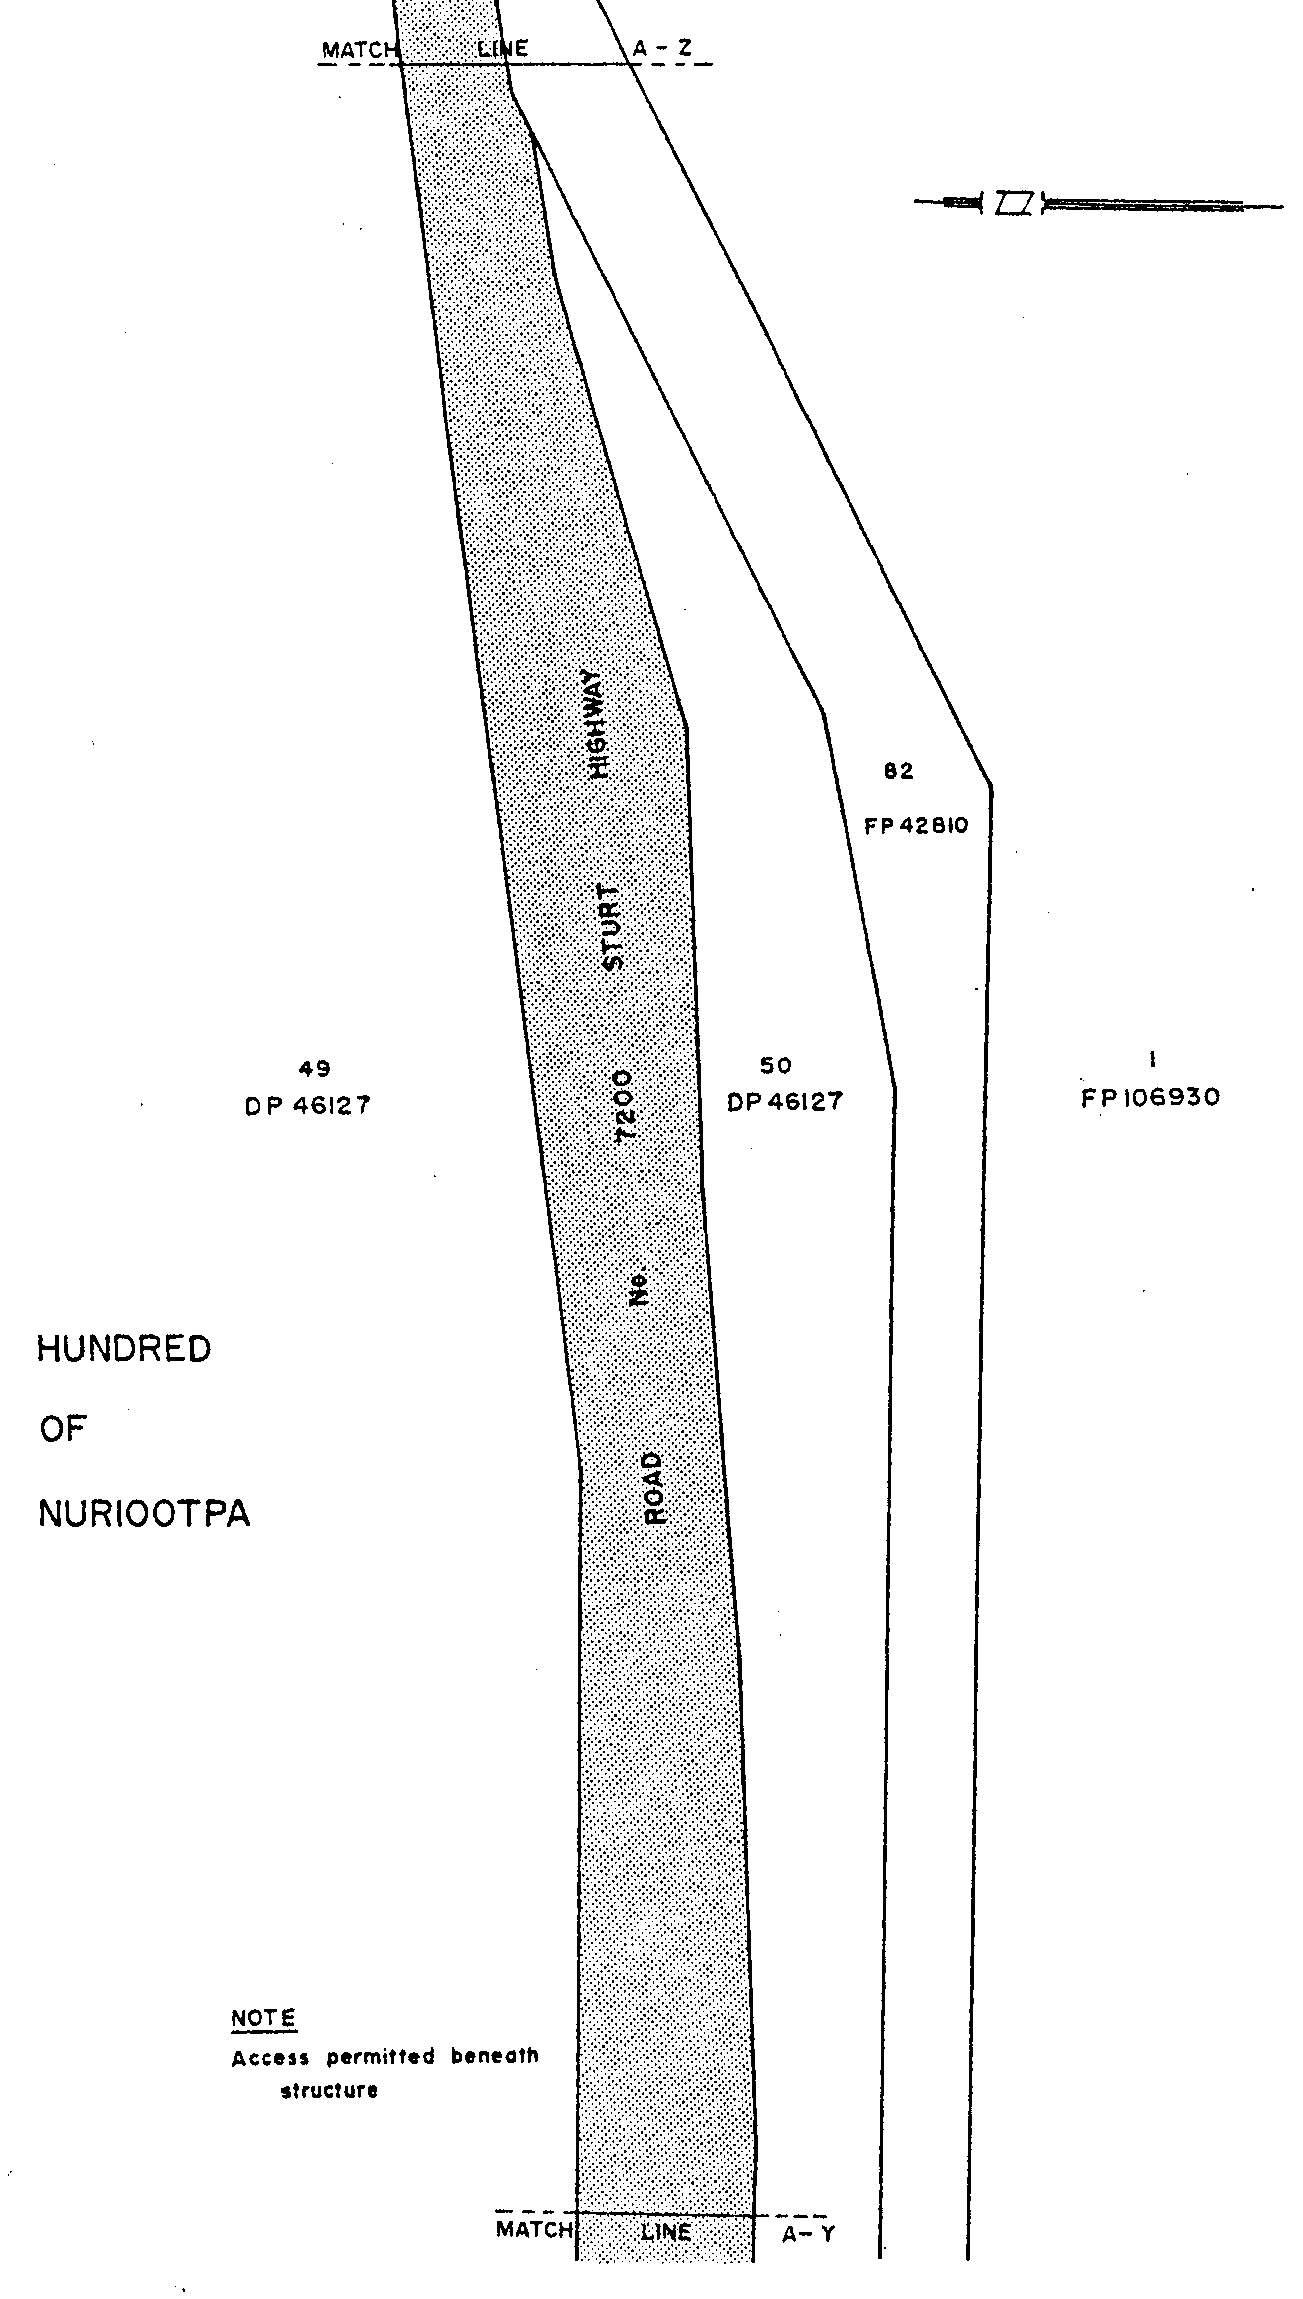 MATCH LINE A - Z
N
82
FP 42810
HIGHWAY
STURT
7200
No.
ROAD
49
DP 46127
50
DP 46127
1
FP 106930
HUNDRED
OF
NURIOOTPA
NOTE
Access permitted beneath
structure
MATCH LINE A - Y